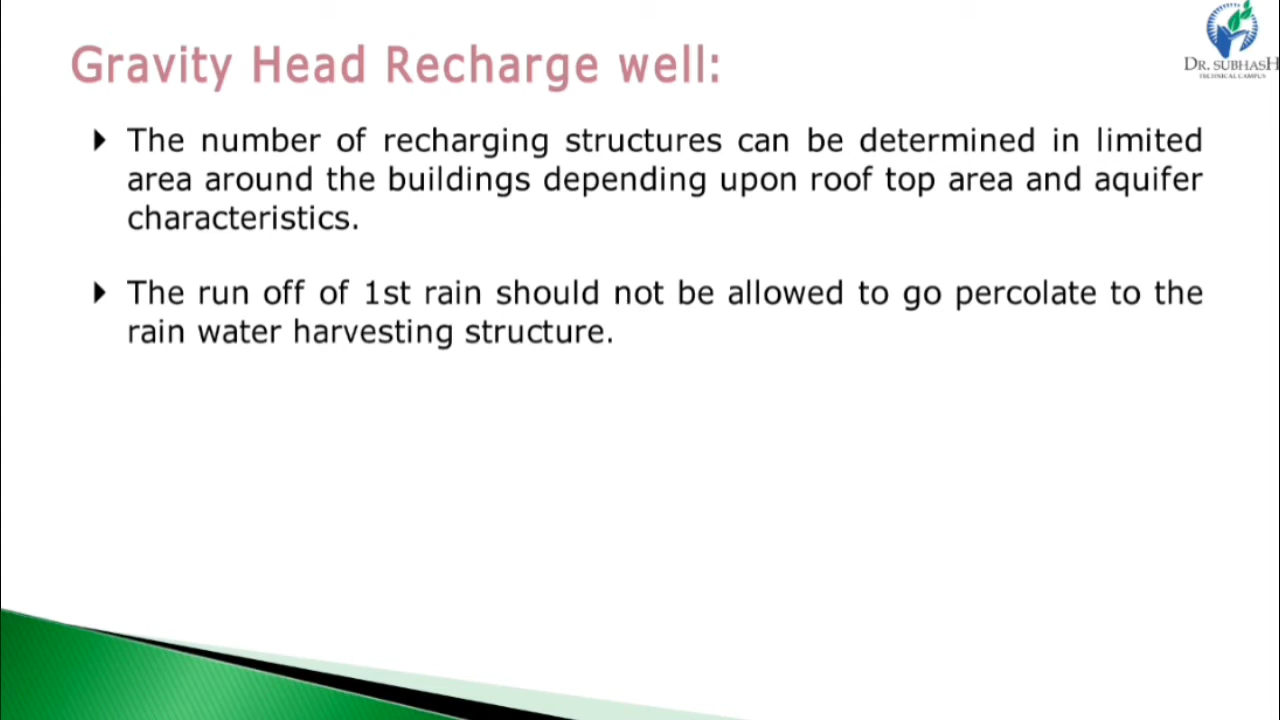 DR. SUBHASH
TECHNICAL CAMPUS
Gravity Head Recharge well:
The number of recharging structures can be determined in limited
area around the buildings depending upon roof top area and aquifer
characteristics.
The run off of 1st rain should not be allowed to go percolate to the
rain water harvesting structure.